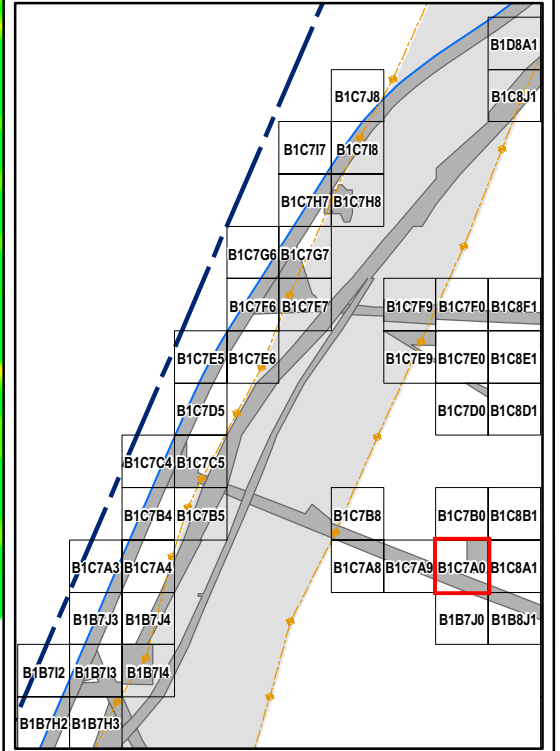 B1D8A1
B1C7J8 B1C8J1
B1C7I7 B1C7I8
B1C7H7 B1C7H8
B1C7G6 B1C7G7
B1C7F6 B1C7F7 B1C7F9 B1C7F0 B1C8F1
B1C7E5 B1C7E6 B1C7E9 B1C7E0 B1C8E1
B1C7D5 B1C7D0 B1C8D1
B1C7C4 B1C7C5
B1C7B4 B1C7B5 B1C7B8 B1C7B0 B1C8B1
B1C7A3 B1C7A4 B1C7A8 B1C7A9 B1C7A0 B1C8A1
B1B7J3 B1B7J4 B1B7J0 B1B8J1
B1B7I2 B1B7I3 B1B7I4
B1B7H2 B1B7H3